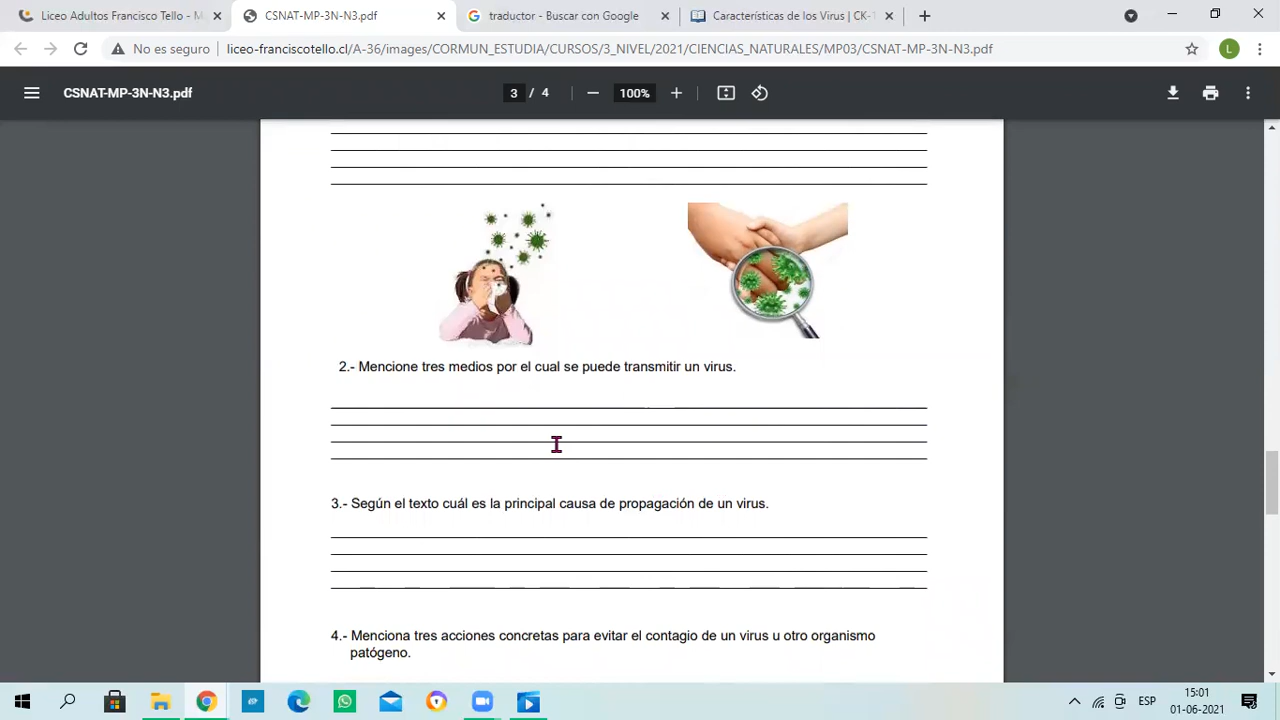 Liceo Adultos Francisco Tello - M
CSNAT-MP-3N-N3.pdf
traductor - Buscar con Google
Características de los Virus | CK-1
No es seguro
liceo-franciscotello.cl/A-36/images/CORMUN_ESTUDIA/CURSOS/3_NIVEL/2021/CIENCIAS_NATURALES/MP03/CSNAT-MP-3N-N3.pdf
L
CSNAT-MP-3N-N3.pdf
3 / 4
100%
2.- Mencione tres medios por el cual se puede transmitir un virus.
3.- Según el texto cuál es la principal causa de propagación de un virus.
4.- Menciona tres acciones concretas para evitar el contagio de un virus u otro organismo
patógeno.
ESP
15:01
01-06-2021